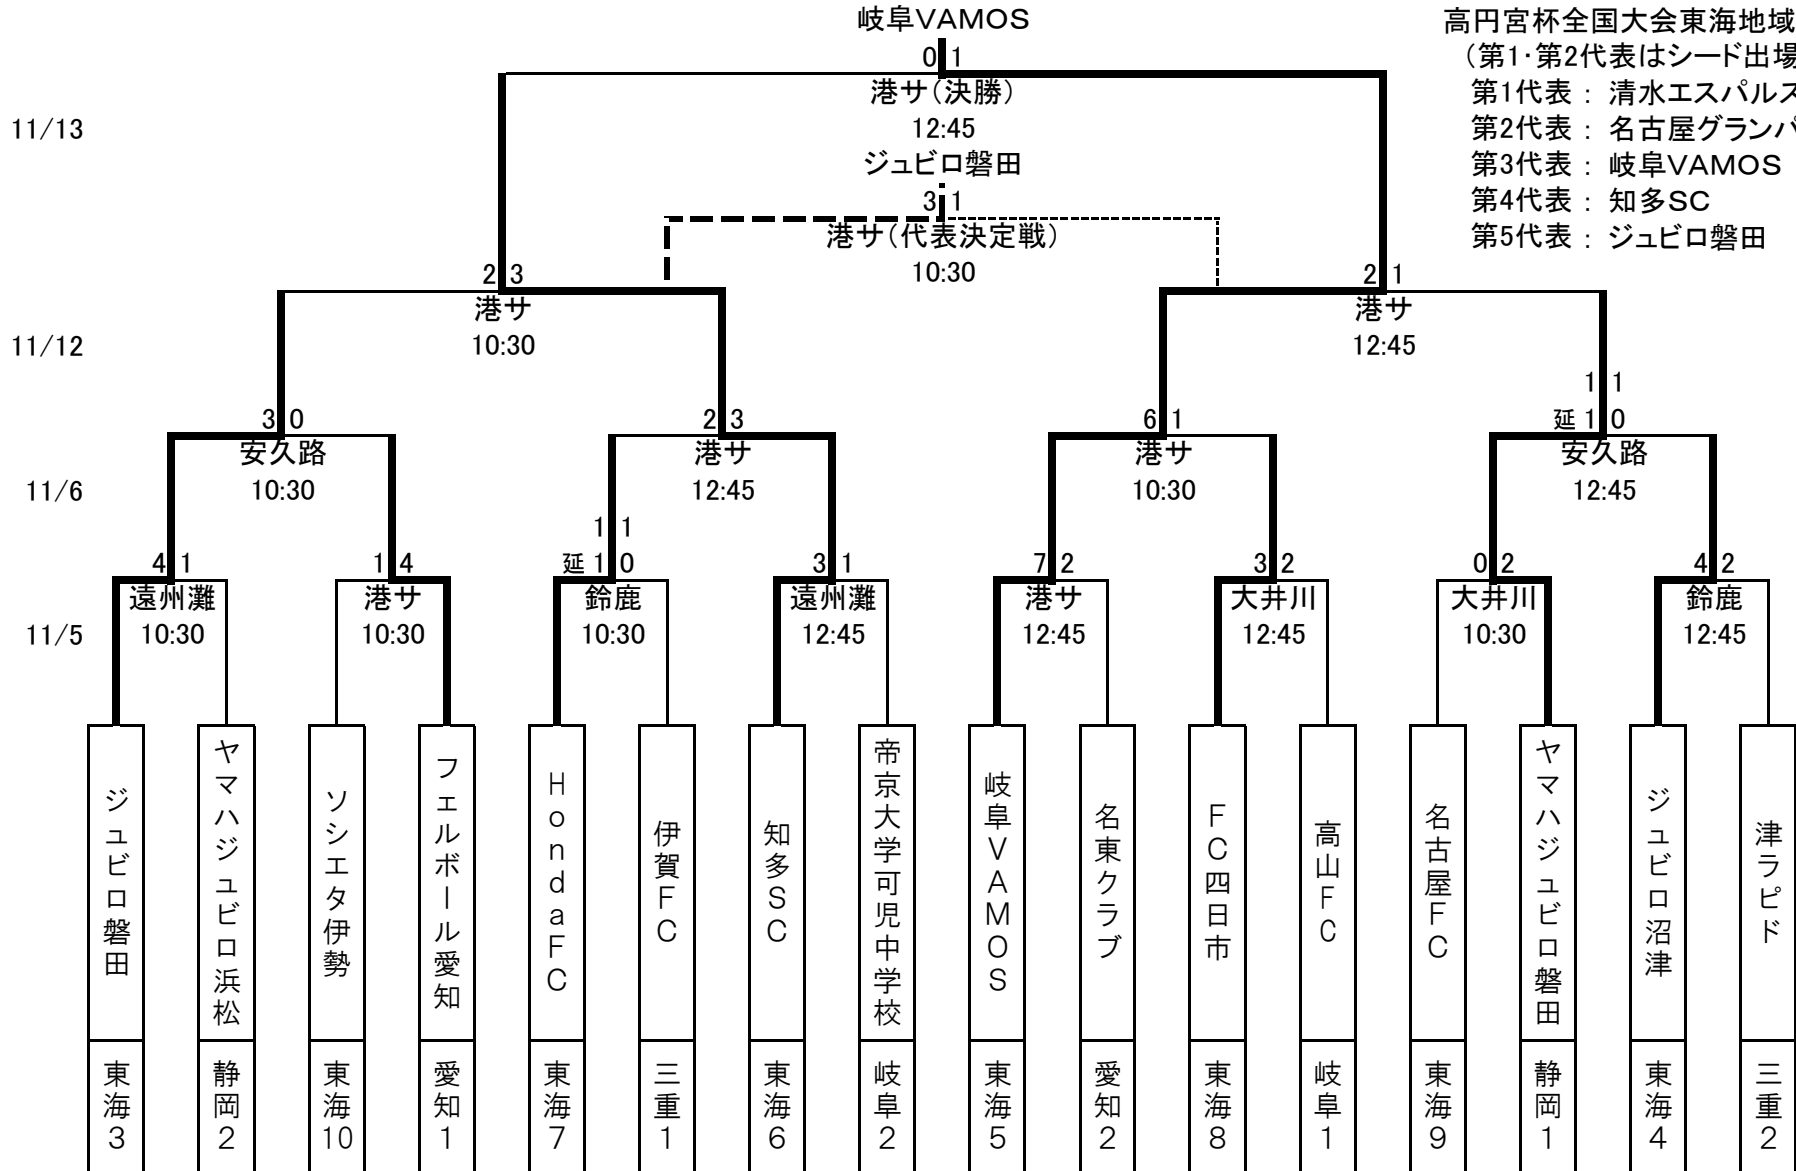 岐阜VAMOS
高円宮杯全国大会東海地域
（第1・第2代表はシード出場
第1代表 ： 清水エスパルス
第2代表 ： 名古屋グランパ
第3代表 ： 岐阜VAMOS
第4代表 ： 知多SC
第5代表 ： ジュビロ磐田
0 1
港サ（決勝）
11/13
12:45
ジュビロ磐田
3 1
港サ（代表決定戦）
10:30
2 3
2 1
港サ
港サ
11/12
10:30
12:45
1 1
3 0
2 3
6 1
延 1 0
安久路
港サ
港サ
安久路
11/6
10:30
12:45
10:30
12:45
1 1
4 1
1 4
延 1 0
3 1
7 2
3 2
0 2
4 2
遠州灘
港サ
鈴鹿
遠州灘
港サ
大井川
大井川
鈴鹿
11/5
10:30
10:30
10:30
12:45
12:45
12:45
10:30
12:45
ジュビロ磐田
ヤマハジュビロ浜松
ソシエタ伊勢
フェルボール愛知
HondaFC
伊賀FC
知多SC
帝京大学可児中学校
岐阜VAMOS
名東クラブ
FC四日市
高山FC
名古屋FC
ヤマハジュビロ磐田
ジュビロ沼津
津ラピド
東海3
静岡2
東海10
愛知1
東海7
三重1
東海6
岐阜2
東海5
愛知2
東海8
岐阜1
東海9
静岡1
東海4
三重2